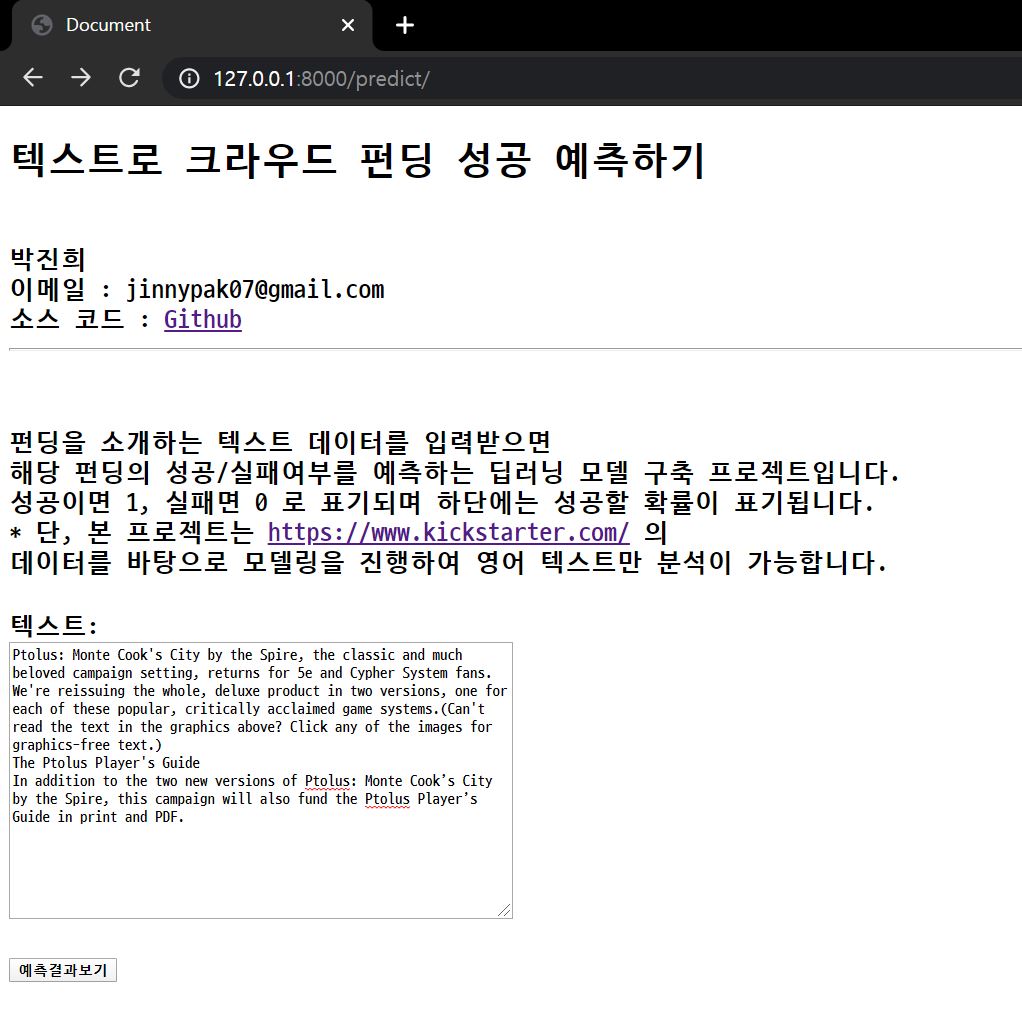 Document
127.0.0.1:8000/predict/
텍스트로 크라우드 펀딩 성공 예측하기
박진희
이메일 : jinnypak07@gmail.com
소스 코드 : Github
펀딩을 소개하는 텍스트 데이터를 입력받으면
해당 펀딩의 성공/실패여부를 예측하는 딥러닝 모델 구축 프로젝트입니다.
성공이면 1, 실패면 0 로 표기되며 하단에는 성공할 확률이 표기됩니다.
* 단, 본 프로젝트는 https://www.kickstarter.com/ 의
데이터를 바탕으로 모델링을 진행하여 영어 텍스트만 분석이 가능합니다.
텍스트:
Ptolus: Monte Cook's City by the Spire, the classic and much
beloved campaign setting, returns for 5e and Cypher System fans.
We're reissuing the whole, deluxe product in two versions, one for
each of these popular, critically acclaimed game systems.(Can't
read the text in the graphics above? Click any of the images for
graphics-free text.)
The Ptolus Player's Guide
In addition to the two new versions of Ptolus: Monte Cook’s City
by the Spire, this campaign will also fund the Ptolus Player’s
Guide in print and PDF.
예측결과보기